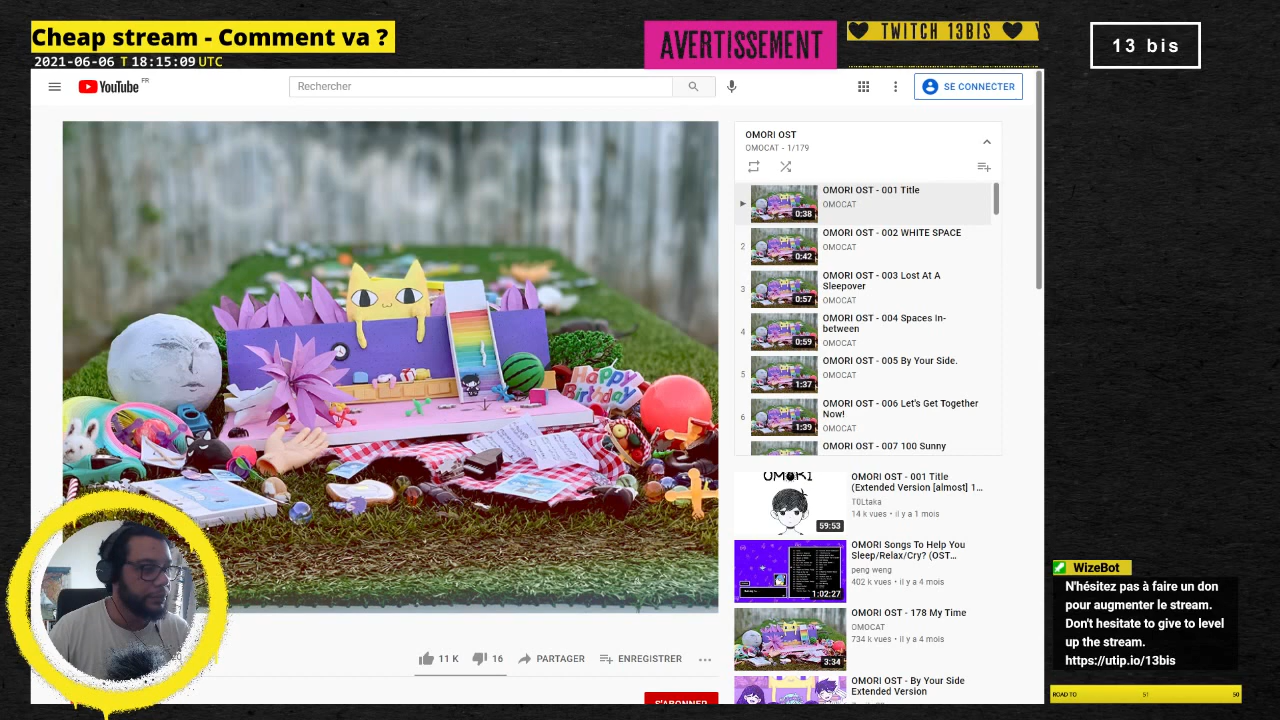 Cheap stream - Comment va ?
2021-06-06 T 18:15:09 UTC
AVERTISSEMENT
TWITCH 13BIS
13 bis
YouTube FR
Rechercher
SE CONNECTER
OMORI OST
OMOCAT - 1/179
OMORI OST - 001 Title
OMOCAT
0:38
2
OMORI OST - 002 WHITE SPACE
OMOCAT
0:42
3
OMORI OST - 003 Lost At A
Sleepover
OMOCAT
0:57
4
OMORI OST - 004 Spaces In-
between
OMOCAT
0:59
5
OMORI OST - 005 By Your Side.
OMOCAT
1:37
6
OMORI OST - 006 Let's Get Together
Now!
OMOCAT
1:39
OMORI OST - 007 100 Sunny
Happy
Birthday
OMORI
OMORI OST - 001 Title
(Extended Version [almost] 1...
14 k vues • il y a 1 mois
59:53
OMORI Songs To Help You
Sleep/Relax/Cry? (OST...
peng weng
402 k vues • il y a 4 mois
1:02:27
OMORI OST - 178 My Time
OMOCAT
734 k vues • il y a 4 mois
3:34
OMORI OST - By Your Side
Extended Version
11 K
16
PARTAGER
ENREGISTRER
S'ABONNER
WizeBot
N'hésitez pas à faire un don
pour augmenter le stream.
Don't hesitate to give to level
up the stream.
https://utip.io/13bis
ROAD TO
51
50